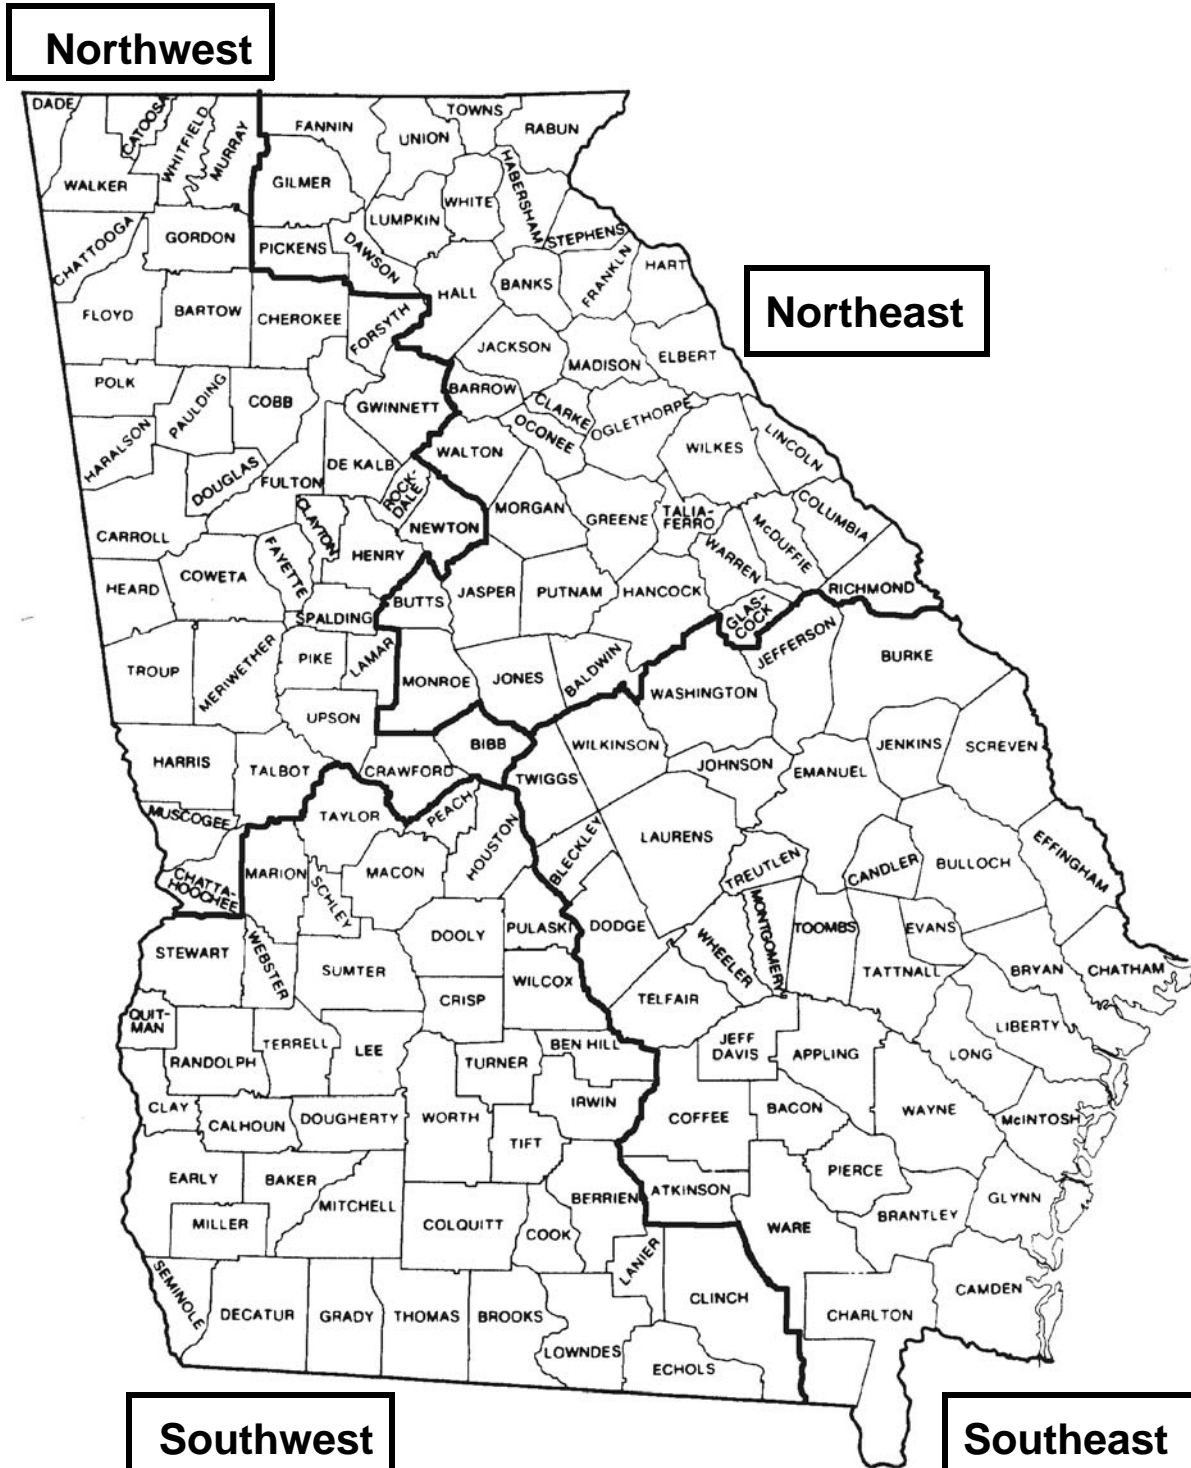 Northwest
DADE
CATOOSA
WHITFIELD
MURRAY
FANNIN
UNION
TOWNS
RABUN
WALKER
GILMER
LUMPKIN
WHITE
HABERSHAM
STEPHENS
CHATTOOGA
GORDON
PICKENS
DAWSON
HALL
BANKS
FRANKLN
HART
Northeast
FLOYD
BARTOW
CHEROKEE
FORSYTH
JACKSON
MADISON
ELBERT
POLK
PAULDING
COBB
GWINNETT
BARROW
CLARKE
OCONEE
OGLETHORPE
HARALSON
DOUGLAS
FULTON
DE KALB
ROCK-
DALE
WALTON
WILKES
LINCOLN
CARROLL
CLAYTON
HENRY
NEWTON
MORGAN
GREENE
TALIA-
FERRO
McDUFFIE
COLUMBIA
WARREN
HEARD
COWETA
FAYETTE
SPALDING
BUTTS
JASPER
PUTNAM
HANCOCK
GLAS-
COCK
RICHMOND
TROUP
MERIWETHER
PIKE
LAMAR
MONROE
JONES
BALDWIN
WASHINGTON
JEFFERSON
BURKE
UPSON
HARRIS
TALBOT
CRAWFORD
BIBB
TWIGGS
WILKINSON
JOHNSON
EMANUEL
JENKINS
SCREVEN
MUSCOGEE
TAYLOR
PEACH
HOUSTON
BLECKLEY
LAURENS
TREUTLEN
CANDLER
BULLOCH
EFFINGHAM
CHATTA-
HOOCHEE
MARION
SCHLEY
MACON
DOOLY
PULASKI
DODGE
WHEELER
MONTGOMERY
TOOMBS
EVANS
TATTNALL
BRYAN
CHATHAM
STEWART
WEBSTER
SUMTER
CRISP
WILCOX
TELFAIR
QUIT-
MAN
RANDOLPH
TERRELL
LEE
TURNER
BEN HILL
JEFF
DAVIS
APPLING
LONG
LIBERTY
CLAY
CALHOUN
DOUGHERTY
WORTH
TIFT
IRWIN
COFFEE
BACON
WAYNE
McINTOSH
EARLY
BAKER
MITCHELL
MILLER
COLQUITT
COOK
BERRIEN
ATKINSON
WARE
PIERCE
BRANTLEY
GLYNN
SEMINOLE
DECATUR
GRADY
THOMAS
BROOKS
LANIER
LOWNDES
CLINCH
ECHOLS
CHARLTON
CAMDEN
Southwest
Southeast